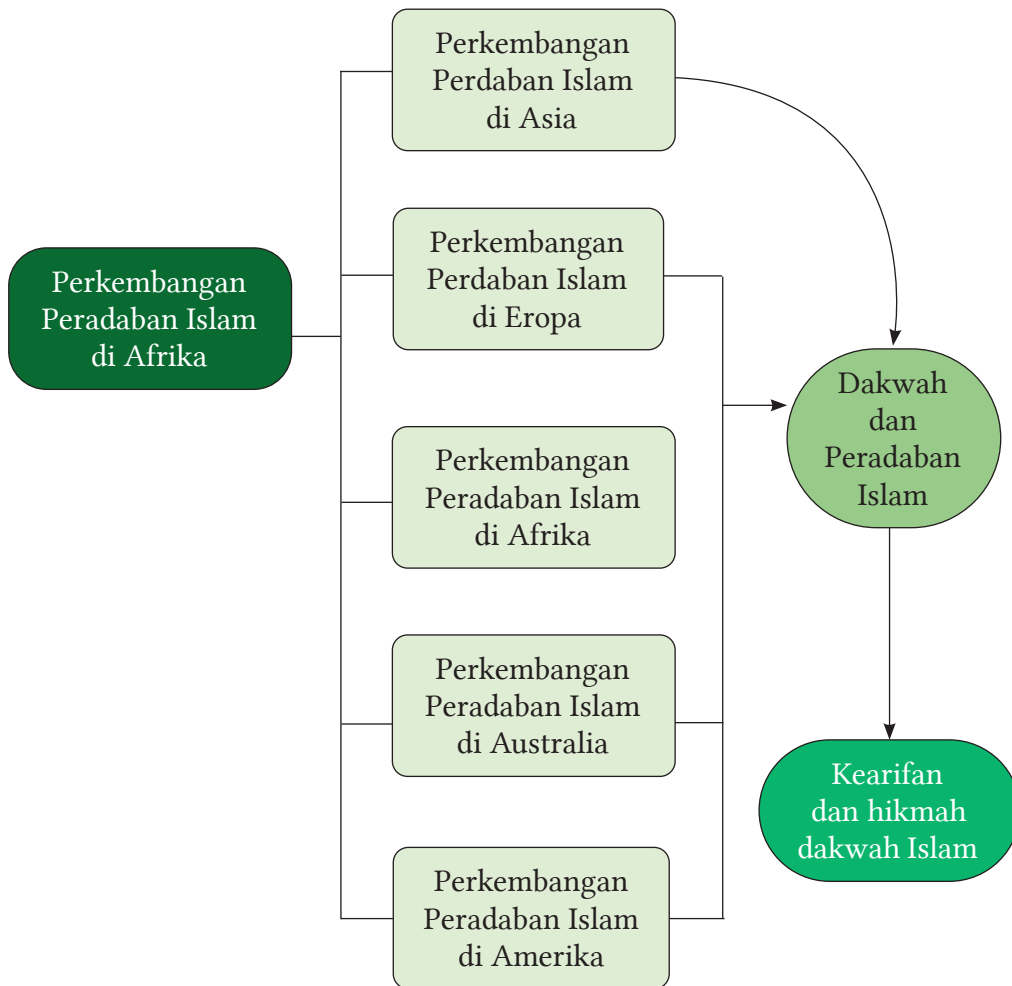 Perkembangan
Peradaban Islam
di Afrika
Perkembangan
Perdaban Islam
di Asia
Perkembangan
Perdaban Islam
di Eropa
Perkembangan
Peradaban Islam
di Afrika
Perkembangan
Peradaban Islam
di Australia
Perkembangan
Peradaban Islam
di Amerika
Dakwah
dan
Peradaban
Islam
Kearifan
dan hikmah
dakwah Islam